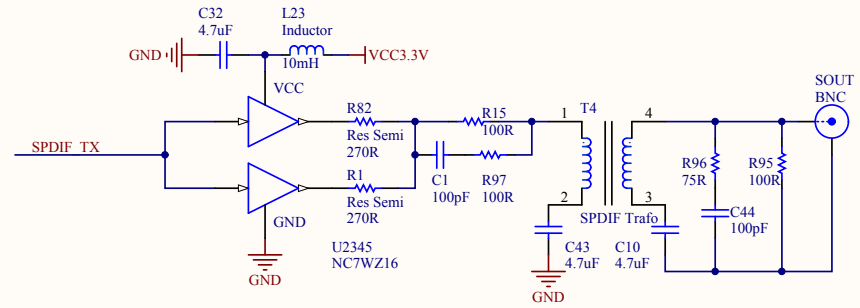 C32
4.7uF
L23
Inductor
10mH
GND
VCC3.3V
VCC
SPDIF_TX
R82
Res Semi
270R
R1
Res Semi
270R
GND
GND
U2345
NC7WZ16
R15
100R
C1
100pF
R97
100R
T4
1
2
4
3
SPDIF Trafo
C43
4.7uF
GND
C10
4.7uF
R96
75R
C44
100pF
R95
100R
SOUT
BNC